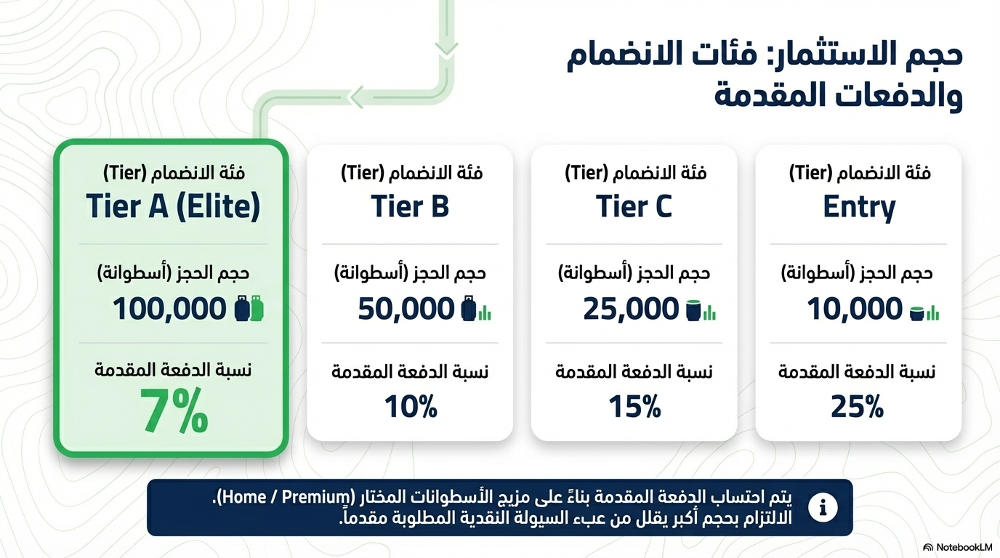 حجم الاستثمار: فئات الانضمام
والدفعات المقدمة
فئة الانضمام (Tier)
Entry
حجم الحجز (أسطوانة)
10,000
نسبة الدفعة المقدمة
25%
فئة الانضمام (Tier)
Tier C
حجم الحجز (أسطوانة)
25,000
نسبة الدفعة المقدمة
15%
فئة الانضمام (Tier)
Tier B
حجم الحجز (أسطوانة)
50,000
نسبة الدفعة المقدمة
10%
فئة الانضمام (Tier)
Tier A (Elite)
حجم الحجز (أسطوانة)
100,000
نسبة الدفعة المقدمة
7%
يتم احتساب الدفعة المقدمة بناءً على مزيج الأسطوانات المختار (Home / Premium).
الالتزام بحجم أكبر يقلل من عبء السيولة النقدية المطلوبة مقدماً.
NotebookLM